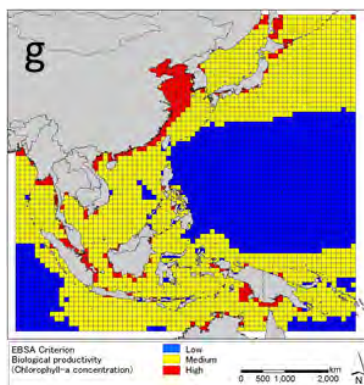 g
EBSA Criterion
Biological productivity
(Chlorophyll-a concentration)
Low
Medium
High
km
0 500 1,000 2,000
N